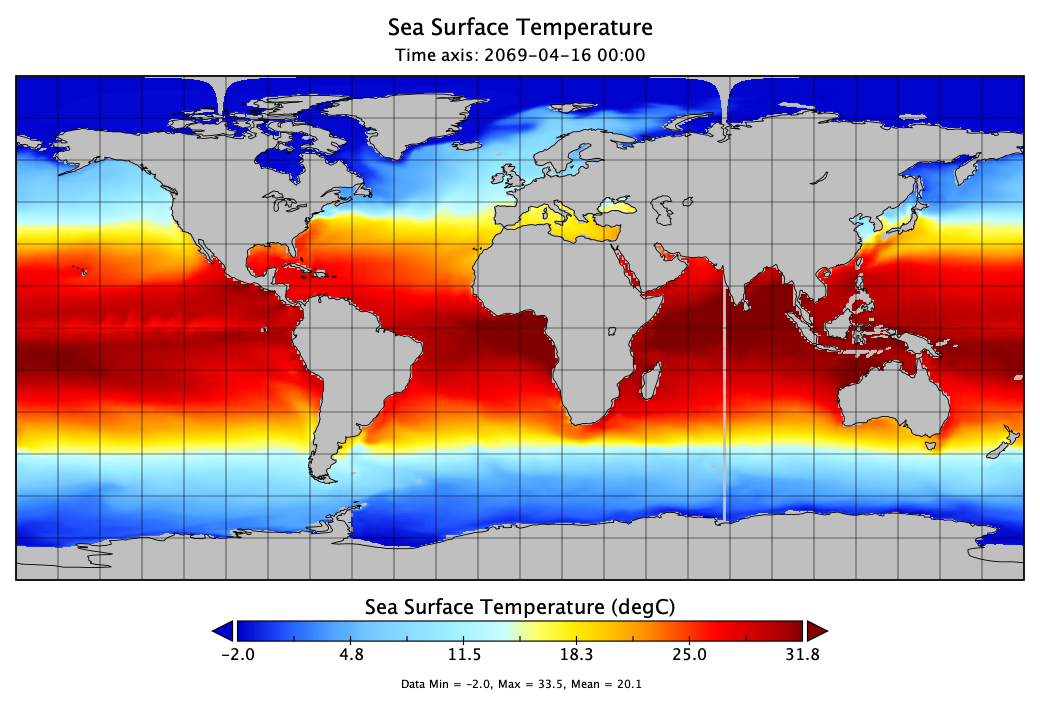 Sea Surface Temperature
Time axis: 2069-04-16 00:00
Sea Surface Temperature (degC)
−2.0 4.8 11.5 18.3 25.0 31.8
Data Min = −2.0, Max = 33.5, Mean = 20.1